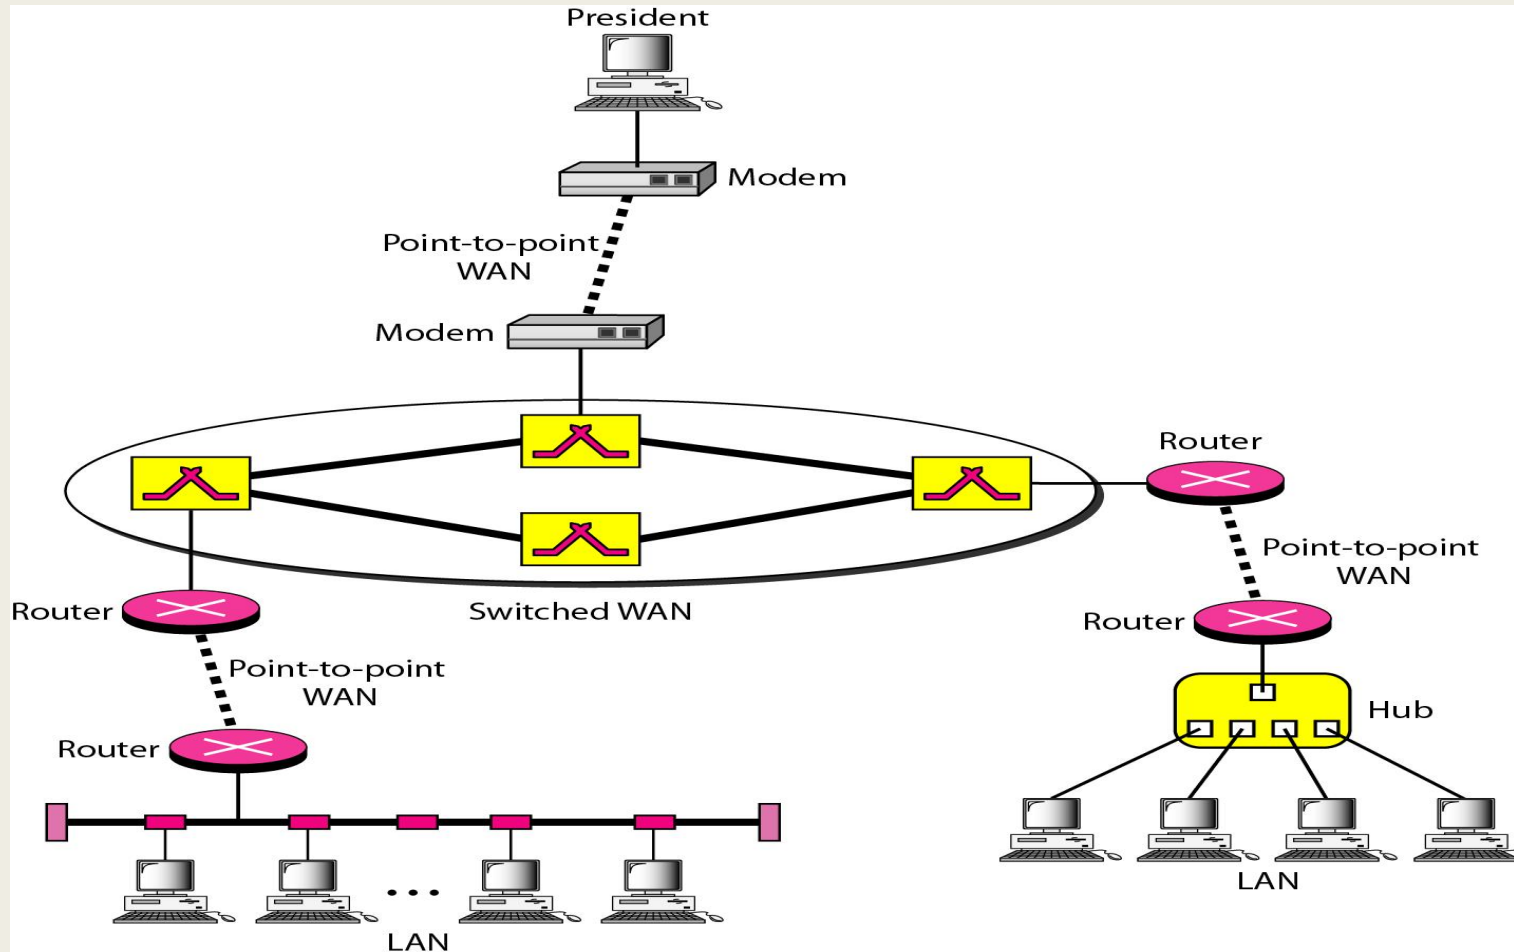 President
Modem
Point-to-point
WAN
Modem
Router
Point-to-point
WAN
Router
Switched WAN
Router
Point-to-point
WAN
Router
Hub
LAN
LAN